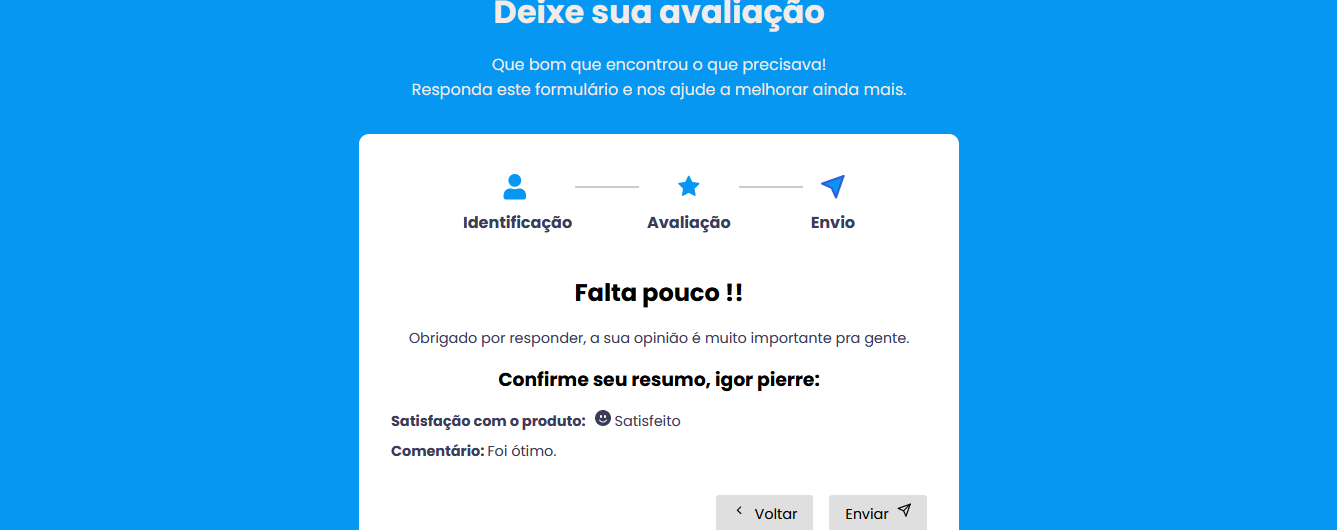 Deixe sua avaliação
Que bom que encontrou o que precisava!
Responda este formulário e nos ajude a melhorar ainda mais.
Identificação
Avaliação
Envio
Falta pouco !!
Obrigado por responder, a sua opinião é muito importante pra gente.
Confirme seu resumo, igor pierre:
Satisfação com o produto: Satisfeito
Comentário: Foi ótimo.
Voltar
Enviar